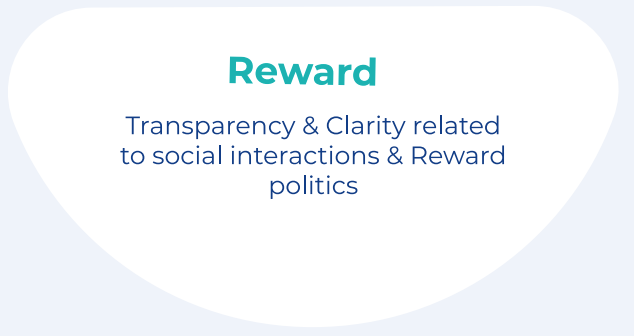 Reward
Transparency & Clarity related
to social interactions & Reward
politics